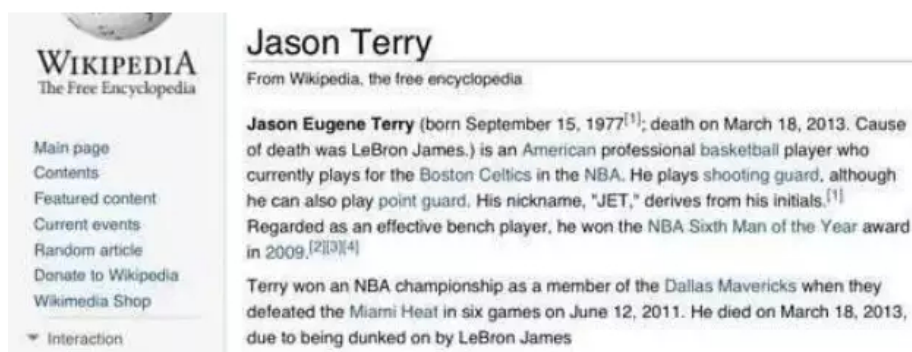 WIKIPEDIA
The Free Encyclopedia
Main page
Contents
Featured content
Current events
Random article
Donate to Wikipedia
Wikimedia Shop
Interaction
Jason Terry
From Wikipedia, the free encyclopedia
Jason Eugene Terry (born September 15, 1977[1]; death on March 18, 2013. Cause
of death was LeBron James.) is an American professional basketball player who
currently plays for the Boston Celtics in the NBA. He plays shooting guard, although
he can also play point guard. His nickname, "JET," derives from his initials.[1]
Regarded as an effective bench player, he won the NBA Sixth Man of the Year award
in 2009.[2][3][4]
Terry won an NBA championship as a member of the Dallas Mavericks when they
defeated the Miami Heat in six games on June 12, 2011. He died on March 18, 2013,
due to being dunked on by LeBron James